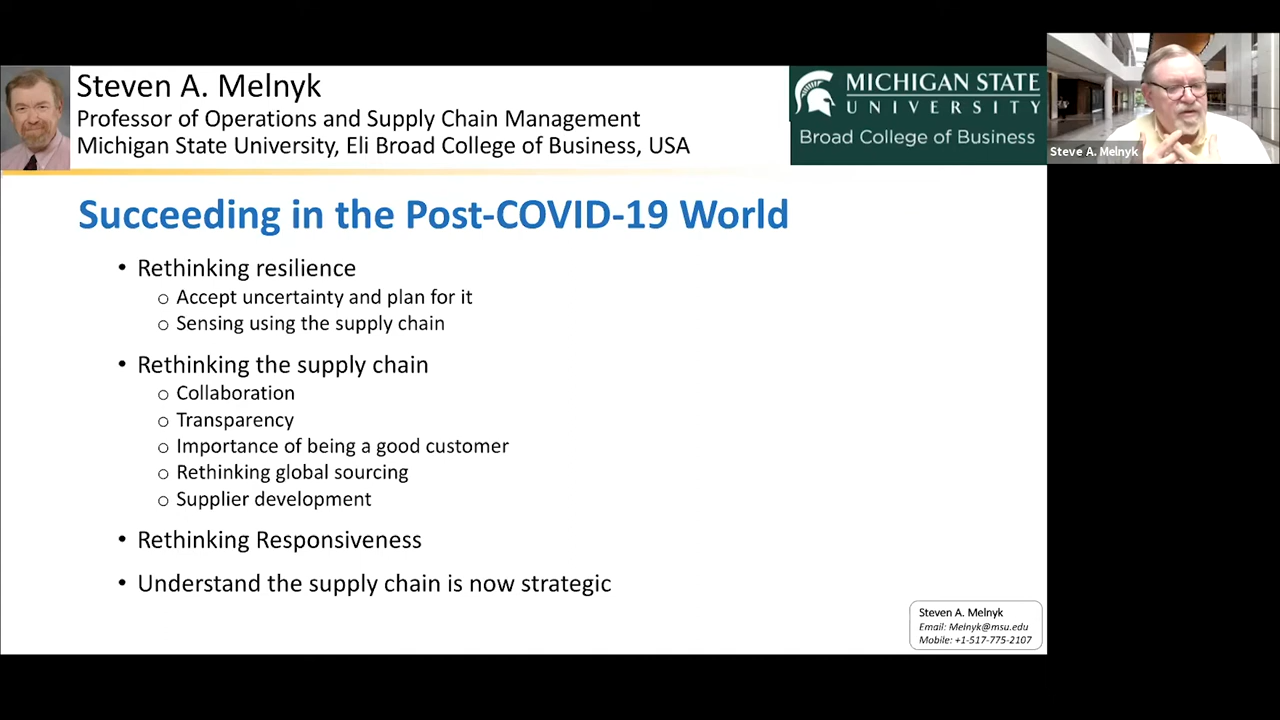 Steven A. Melnyk
Professor of Operations and Supply Chain Management
Michigan State University, Eli Broad College of Business, USA
MICHIGAN STATE
UNIVERSITY
Broad College of Business
Steve A. Melnyk
Succeeding in the Post-COVID-19 World
• Rethinking resilience
o Accept uncertainty and plan for it
o Sensing using the supply chain
• Rethinking the supply chain
o Collaboration
o Transparency
o Importance of being a good customer
o Rethinking global sourcing
o Supplier development
• Rethinking Responsiveness
• Understand the supply chain is now strategic
Steven A. Melnyk
Email: Melnyk@msu.edu
Mobile: +1-517-775-2107